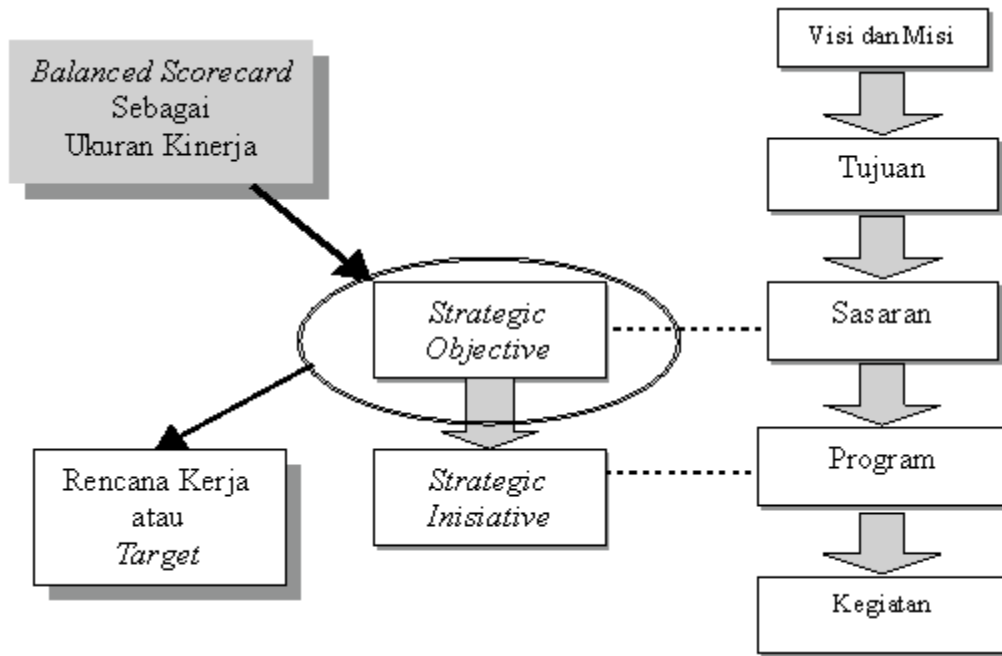 Balanced Scorecard
Sebagai
Ukuran Kinerja
Strategic
Objective
Strategic
Inisiative
Rencana Kerja
atau
Target
Visi dan Misi
Tujuan
Sasaran
Program
Kegiatan